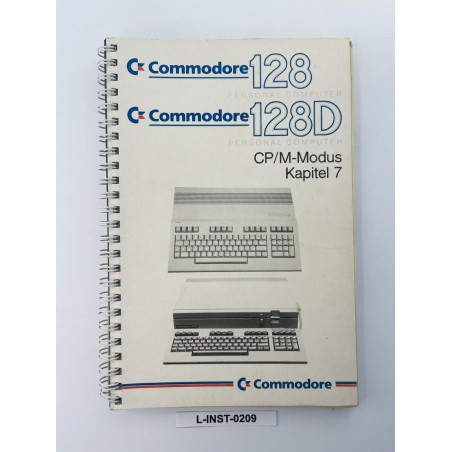 Commodore 128
PERSONAL COMPUTER
Commodore 128D
PERSONAL COMPUTER
CP/M-Modus
Kapitel 7
Commodore
L-INST-0209